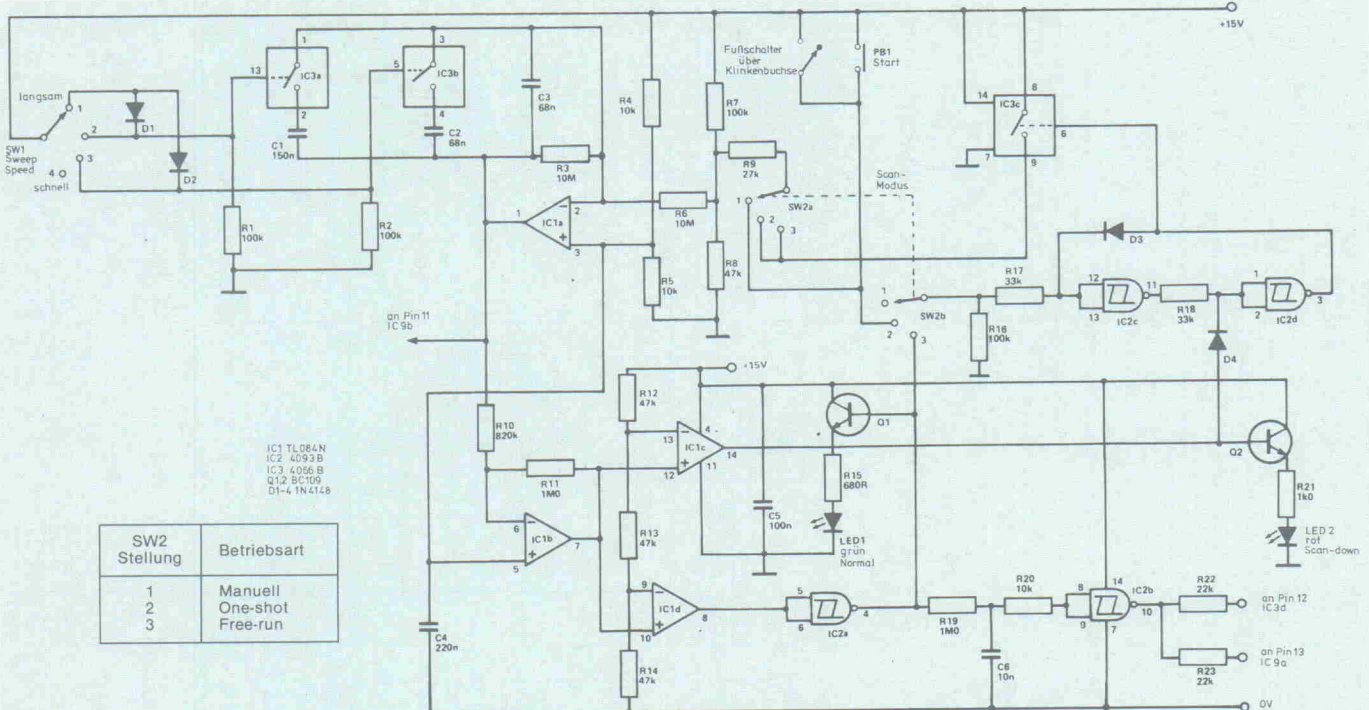 +15V
langsam
1
2
3
4
schnell
SW1
Sweep
Speed
D1
D2
13
1
IC3a
2
C1
150n
5
3
IC3b
4
C2
68n
C3
68n
R1
100k
R2
100k
R3
10M
1
IC1a
2
3
R4
10k
R5
10k
R6
10M
R7
100k
R8
47k
R9
27k
Fußschalter
über
Klinkenbuchse
PB1
Start
1
2
3
SW2a
Scan-
Modus
1
2
3
SW2b
14
8
IC3c
6
7
9
D3
R17
33k
R16
100k
12
13
11
IC2c
R18
33k
1
2
3
IC2d
D4
an Pin 11
IC9b
R10
820k
R11
1M0
6
5
7
IC1b
C4
220n
+15V
R12
47k
R13
47k
R14
47k
13
12
4
11
14
IC1c
C5
100n
Q1
R15
680R
LED1
grün
Normal
Q2
R21
1k0
LED 2
rot
Scan-down
9
10
8
IC1d
5
6
4
IC2a
R19
1M0
C6
10n
R20
10k
8
9
14
7
10
IC2b
R22
22k
an Pin 12
IC3d
R23
22k
an Pin 13
IC9a
0V
IC1 TL084N
IC2 4093B
IC3 4066B
Q1,2 BC109
D1-4 1N4148
SW2
Stellung
Betriebsart
1 Manuell
2 One-shot
3 Free-run